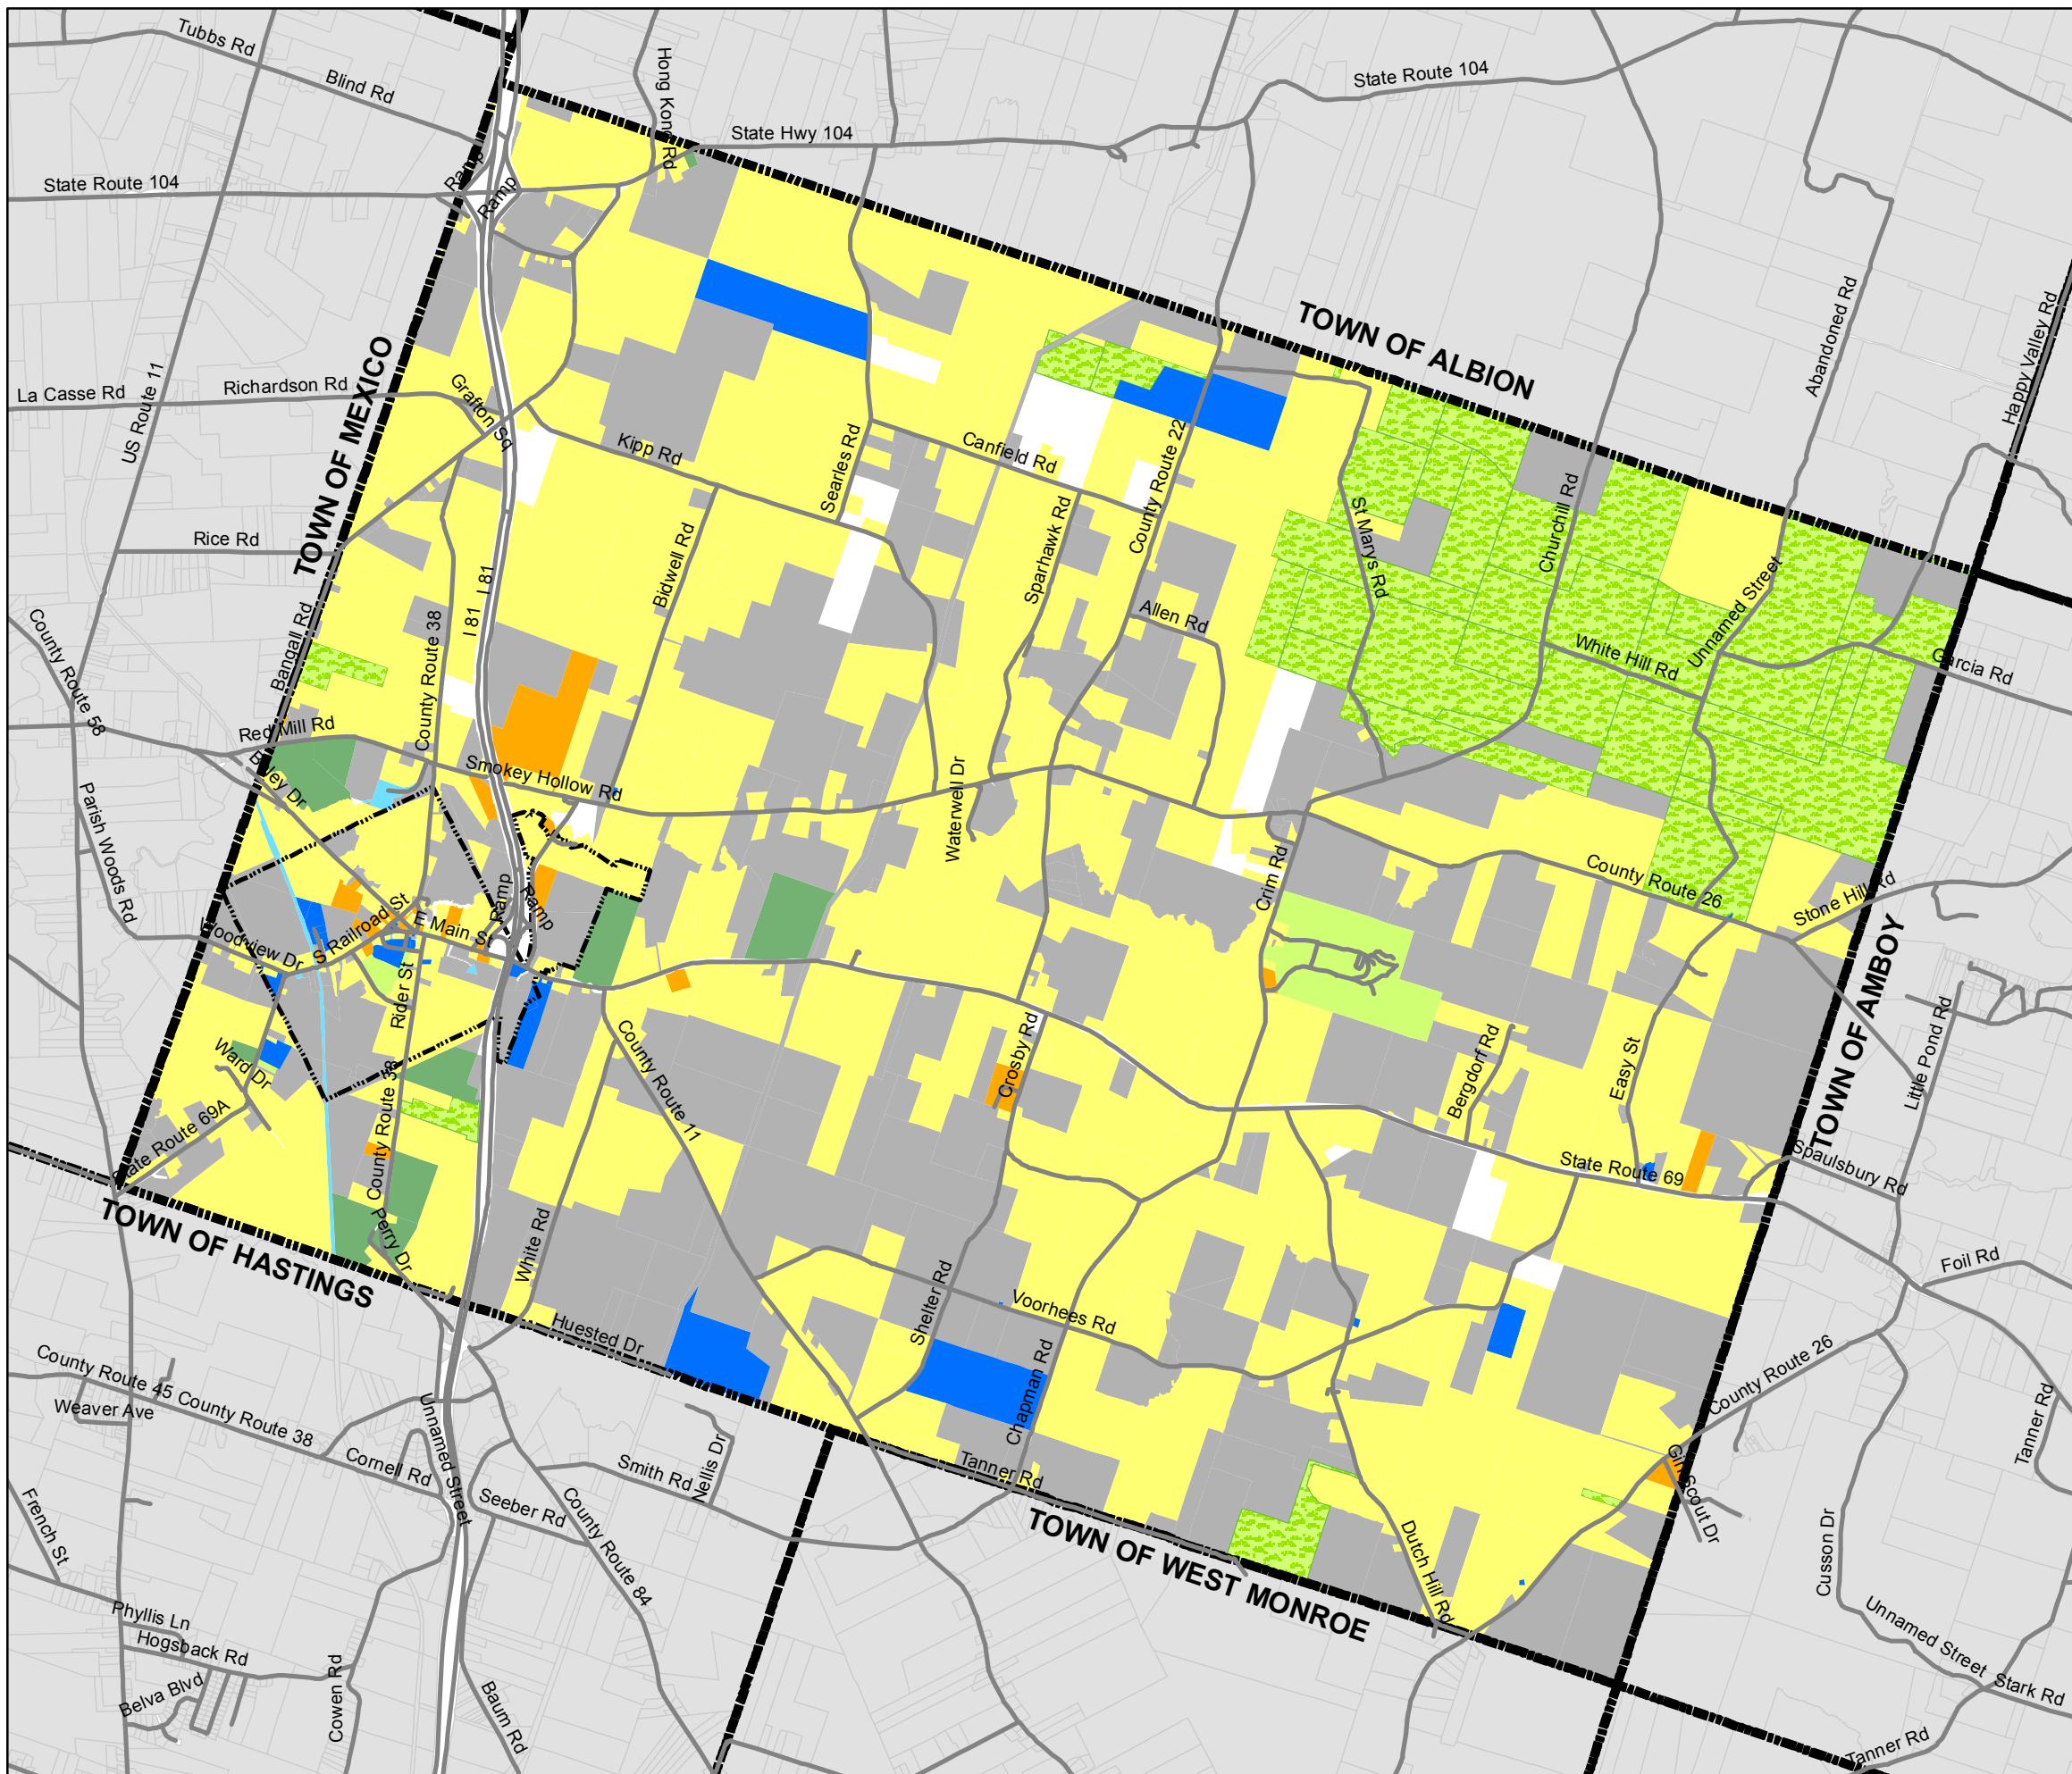 Tubbs Rd
Blind Rd
Hong Kong Rd
State Hwy 104
State Route 104
State Route 104
Ramp
Ramp
TOWN OF ALBION
Abandoned Rd
Happy Valley Rd
TOWN OF MEXICO
US Route 11
La Casse Rd
Richardson Rd
Grafton Sq
Kipp Rd
Searles Rd
Canfield Rd
County Route 22
Sparhawk Rd
St Marys Rd
Churchill Rd
Rice Rd
Bidwell Rd
I 81
I 81
Allen Rd
Unnamed Street
White Hill Rd
Garcia Rd
County Route 58
Bangall Rd
County Route 38
Red Mill Rd
Smokey Hollow Rd
Waterwell Dr
Parish Woods Rd
Crim Rd
County Route 26
Stone Hill Rd
Ramp
Ramp
S Railroad St
E Main St
Woodview Dr
Rider St
TOWN OF AMBOY
Little Pond Rd
Ward Dr
County Route 11
Crosby Rd
Bergdorf Rd
Easy St
State Route 69A
County Route 38
State Route 69
Spaulsbury Rd
TOWN OF HASTINGS
Perry Dr
White Rd
Foil Rd
Huested Dr
Shelter Rd
Voorhees Rd
Chapman Rd
County Route 26
County Route 45
County Route 38
Weaver Ave
Unnamed Street
Cornell Rd
Smith Rd
Nellis Dr
Tanner Rd
Girl Scout Dr
Tanner Rd
French St
Seeber Rd
County Route 84
TOWN OF WEST MONROE
Dutch Hill Rd
Cusson Dr
Phyllis Ln
Hogsback Rd
Belva Blvd
Cowen Rd
Baum Rd
Unnamed Street
Stark Rd
Tanner Rd